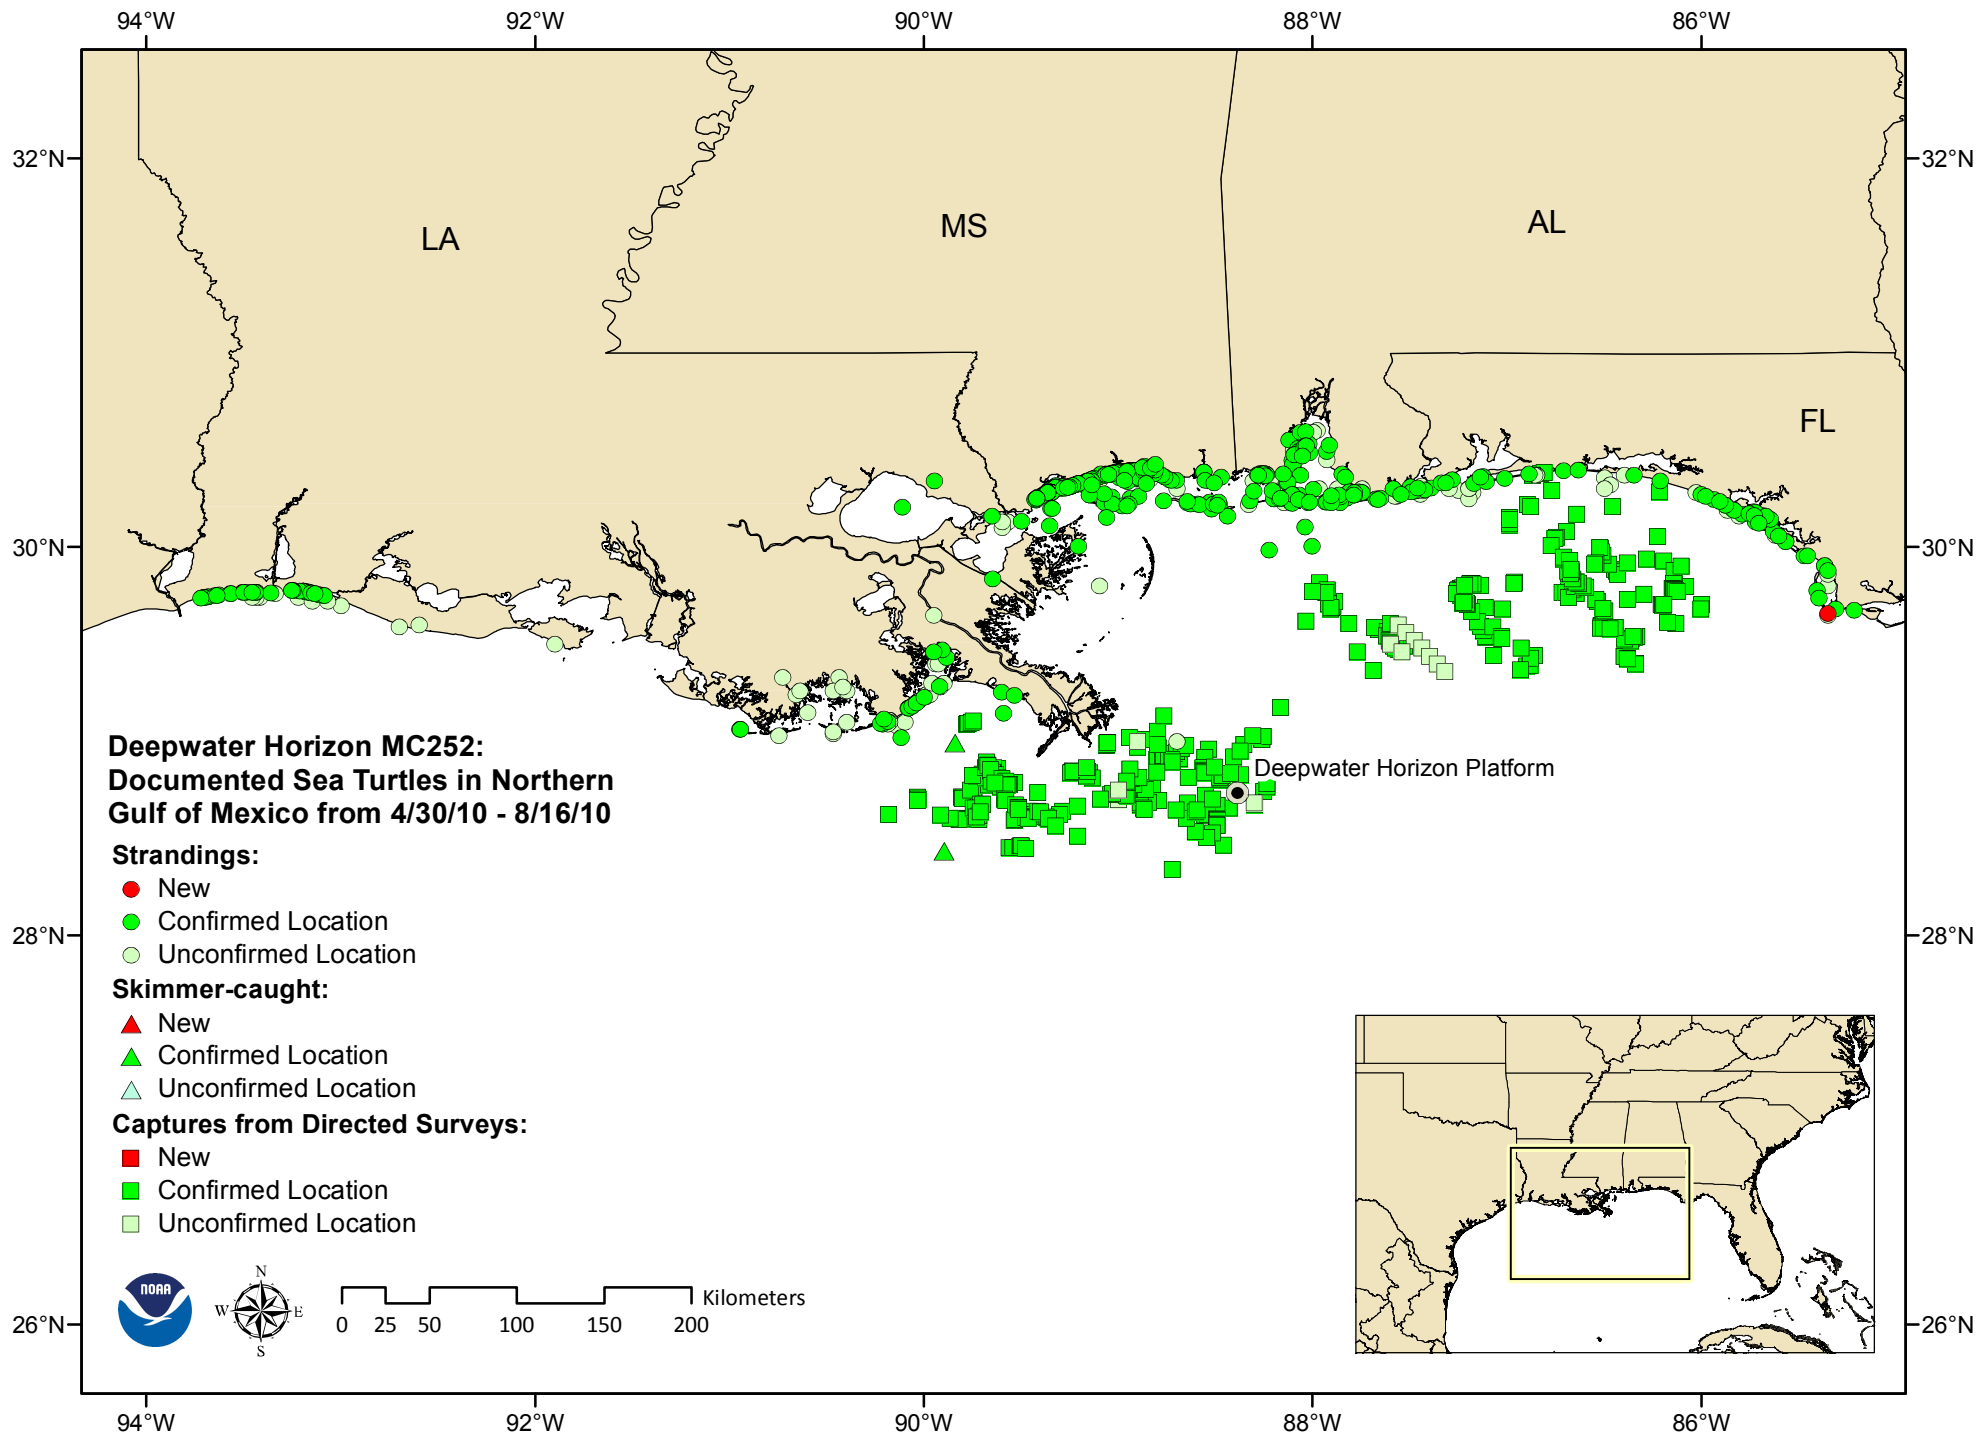 94°W 92°W 90°W 88°W 86°W
32°N 32°N
LA MS AL
FL
30°N 30°N
Deepwater Horizon Platform
Deepwater Horizon MC252:
Documented Sea Turtles in Northern
Gulf of Mexico from 4/30/10 - 8/16/10
Strandings:
New
Confirmed Location
Unconfirmed Location
28°N 28°N
Skimmer-caught:
New
Confirmed Location
Unconfirmed Location
Captures from Directed Surveys:
New
Confirmed Location
Unconfirmed Location
NOAA
N
W E
S
Kilometers
0 25 50 100 150 200
26°N 26°N
94°W 92°W 90°W 88°W 86°W